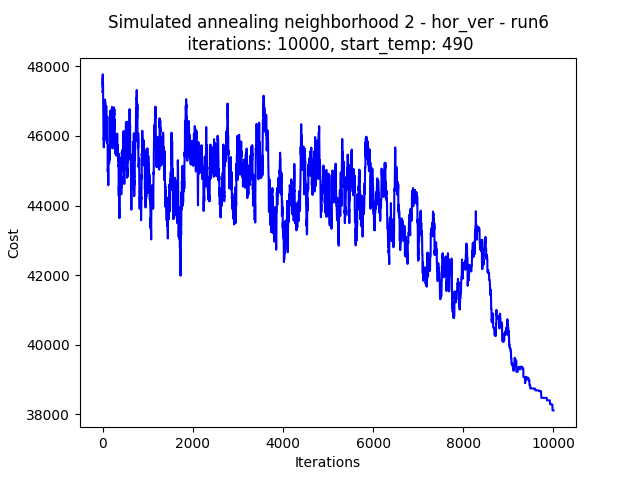 Simulated annealing neighborhood 2 - hor_ver - run6
iterations: 10000, start_temp: 490
48000
46000
44000
42000
40000
38000
Cost
0 2000 4000 6000 8000 10000
Iterations